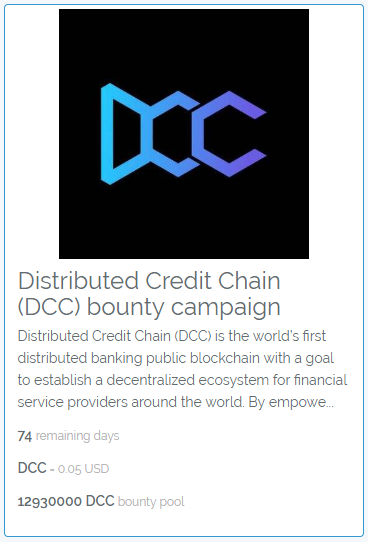 DCC
Distributed Credit Chain
(DCC) bounty campaign
Distributed Credit Chain (DCC) is the world's first
distributed banking public blockchain with a goal
to establish a decentralized ecosystem for financial
service providers around the world. By empowe...
74 remaining days
DCC - 0.05 USD
12930000 DCC bounty pool